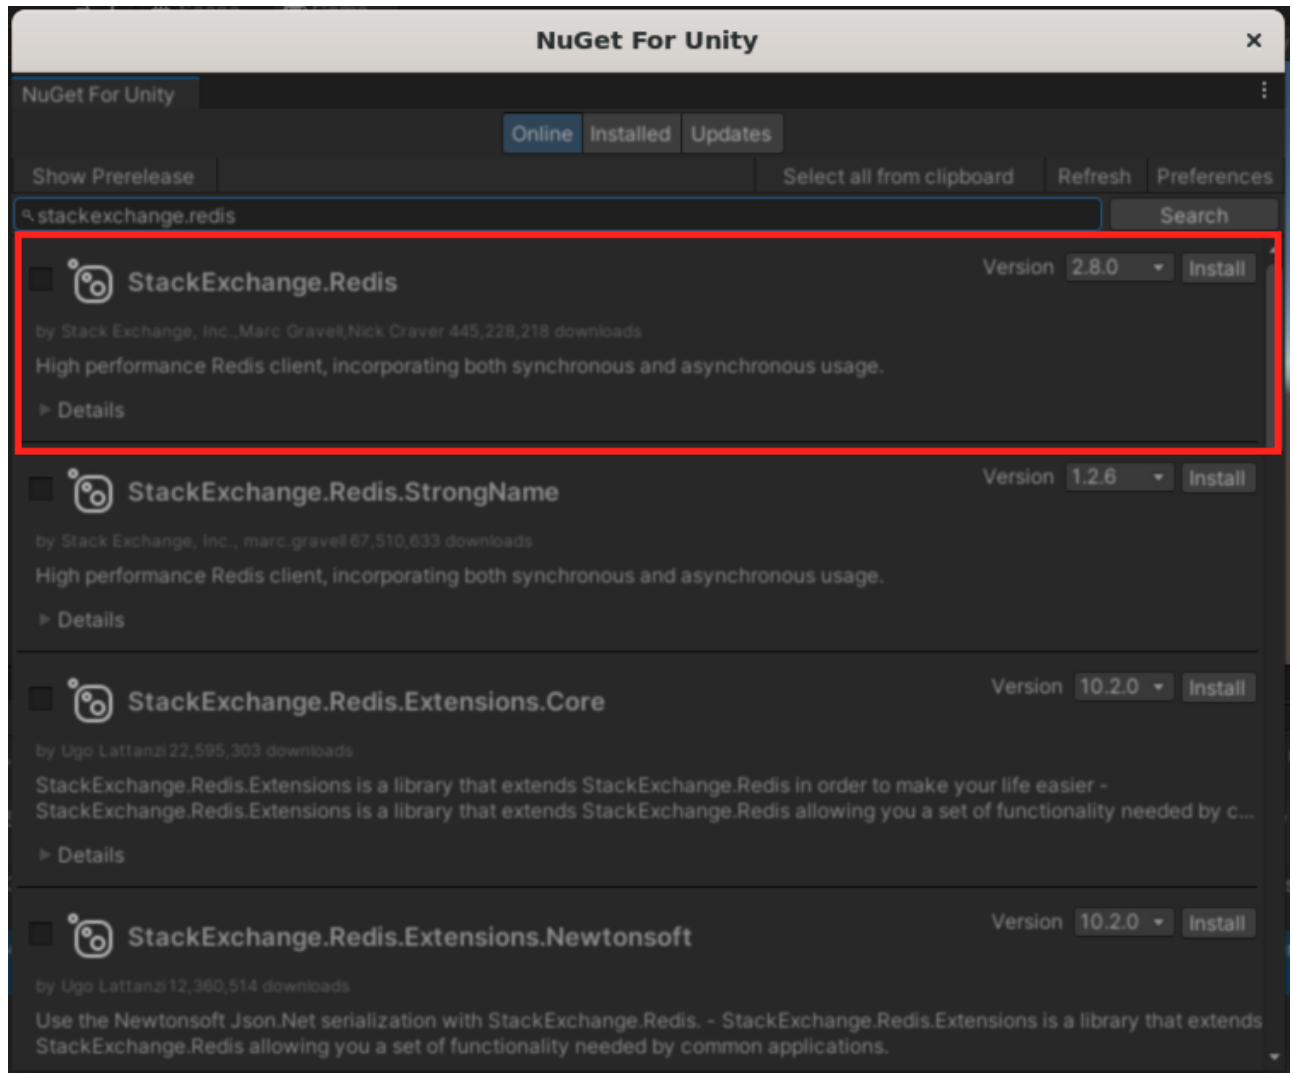 NuGet For Unity
NuGet For Unity
Online Installed Updates
Show Prerelease Select all from clipboard Refresh Preferences
stackexchange.redis Search
StackExchange.Redis Version 2.8.0 Install
by Stack Exchange, Inc.,Marc Gravell,Nick Craver 445,228,218 downloads
High performance Redis client, incorporating both synchronous and asynchronous usage.
Details
StackExchange.Redis.StrongName Version 1.2.6 Install
by Stack Exchange, Inc., marc.gravell 67,510,633 downloads
High performance Redis client, incorporating both synchronous and asynchronous usage.
Details
StackExchange.Redis.Extensions.Core Version 10.2.0 Install
by Ugo Lattanzi 22,595,303 downloads
StackExchange.Redis.Extensions is a library that extends StackExchange.Redis in order to make your life easier -
StackExchange.Redis.Extensions is a library that extends StackExchange.Redis allowing you a set of functionality needed by c...
Details
StackExchange.Redis.Extensions.Newtonsoft Version 10.2.0 Install
by Ugo Lattanzi 12,360,514 downloads
Use the Newtonsoft Json.Net serialization with StackExchange.Redis. - StackExchange.Redis.Extensions is a library that extends
StackExchange.Redis allowing you a set of functionality needed by common applications.